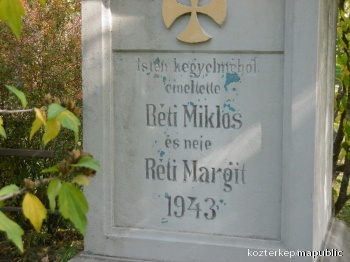 Isten kegyelméből
emeltette
Réti Miklós
és neje
Réti Margit
1943
kozterkep.mapublic